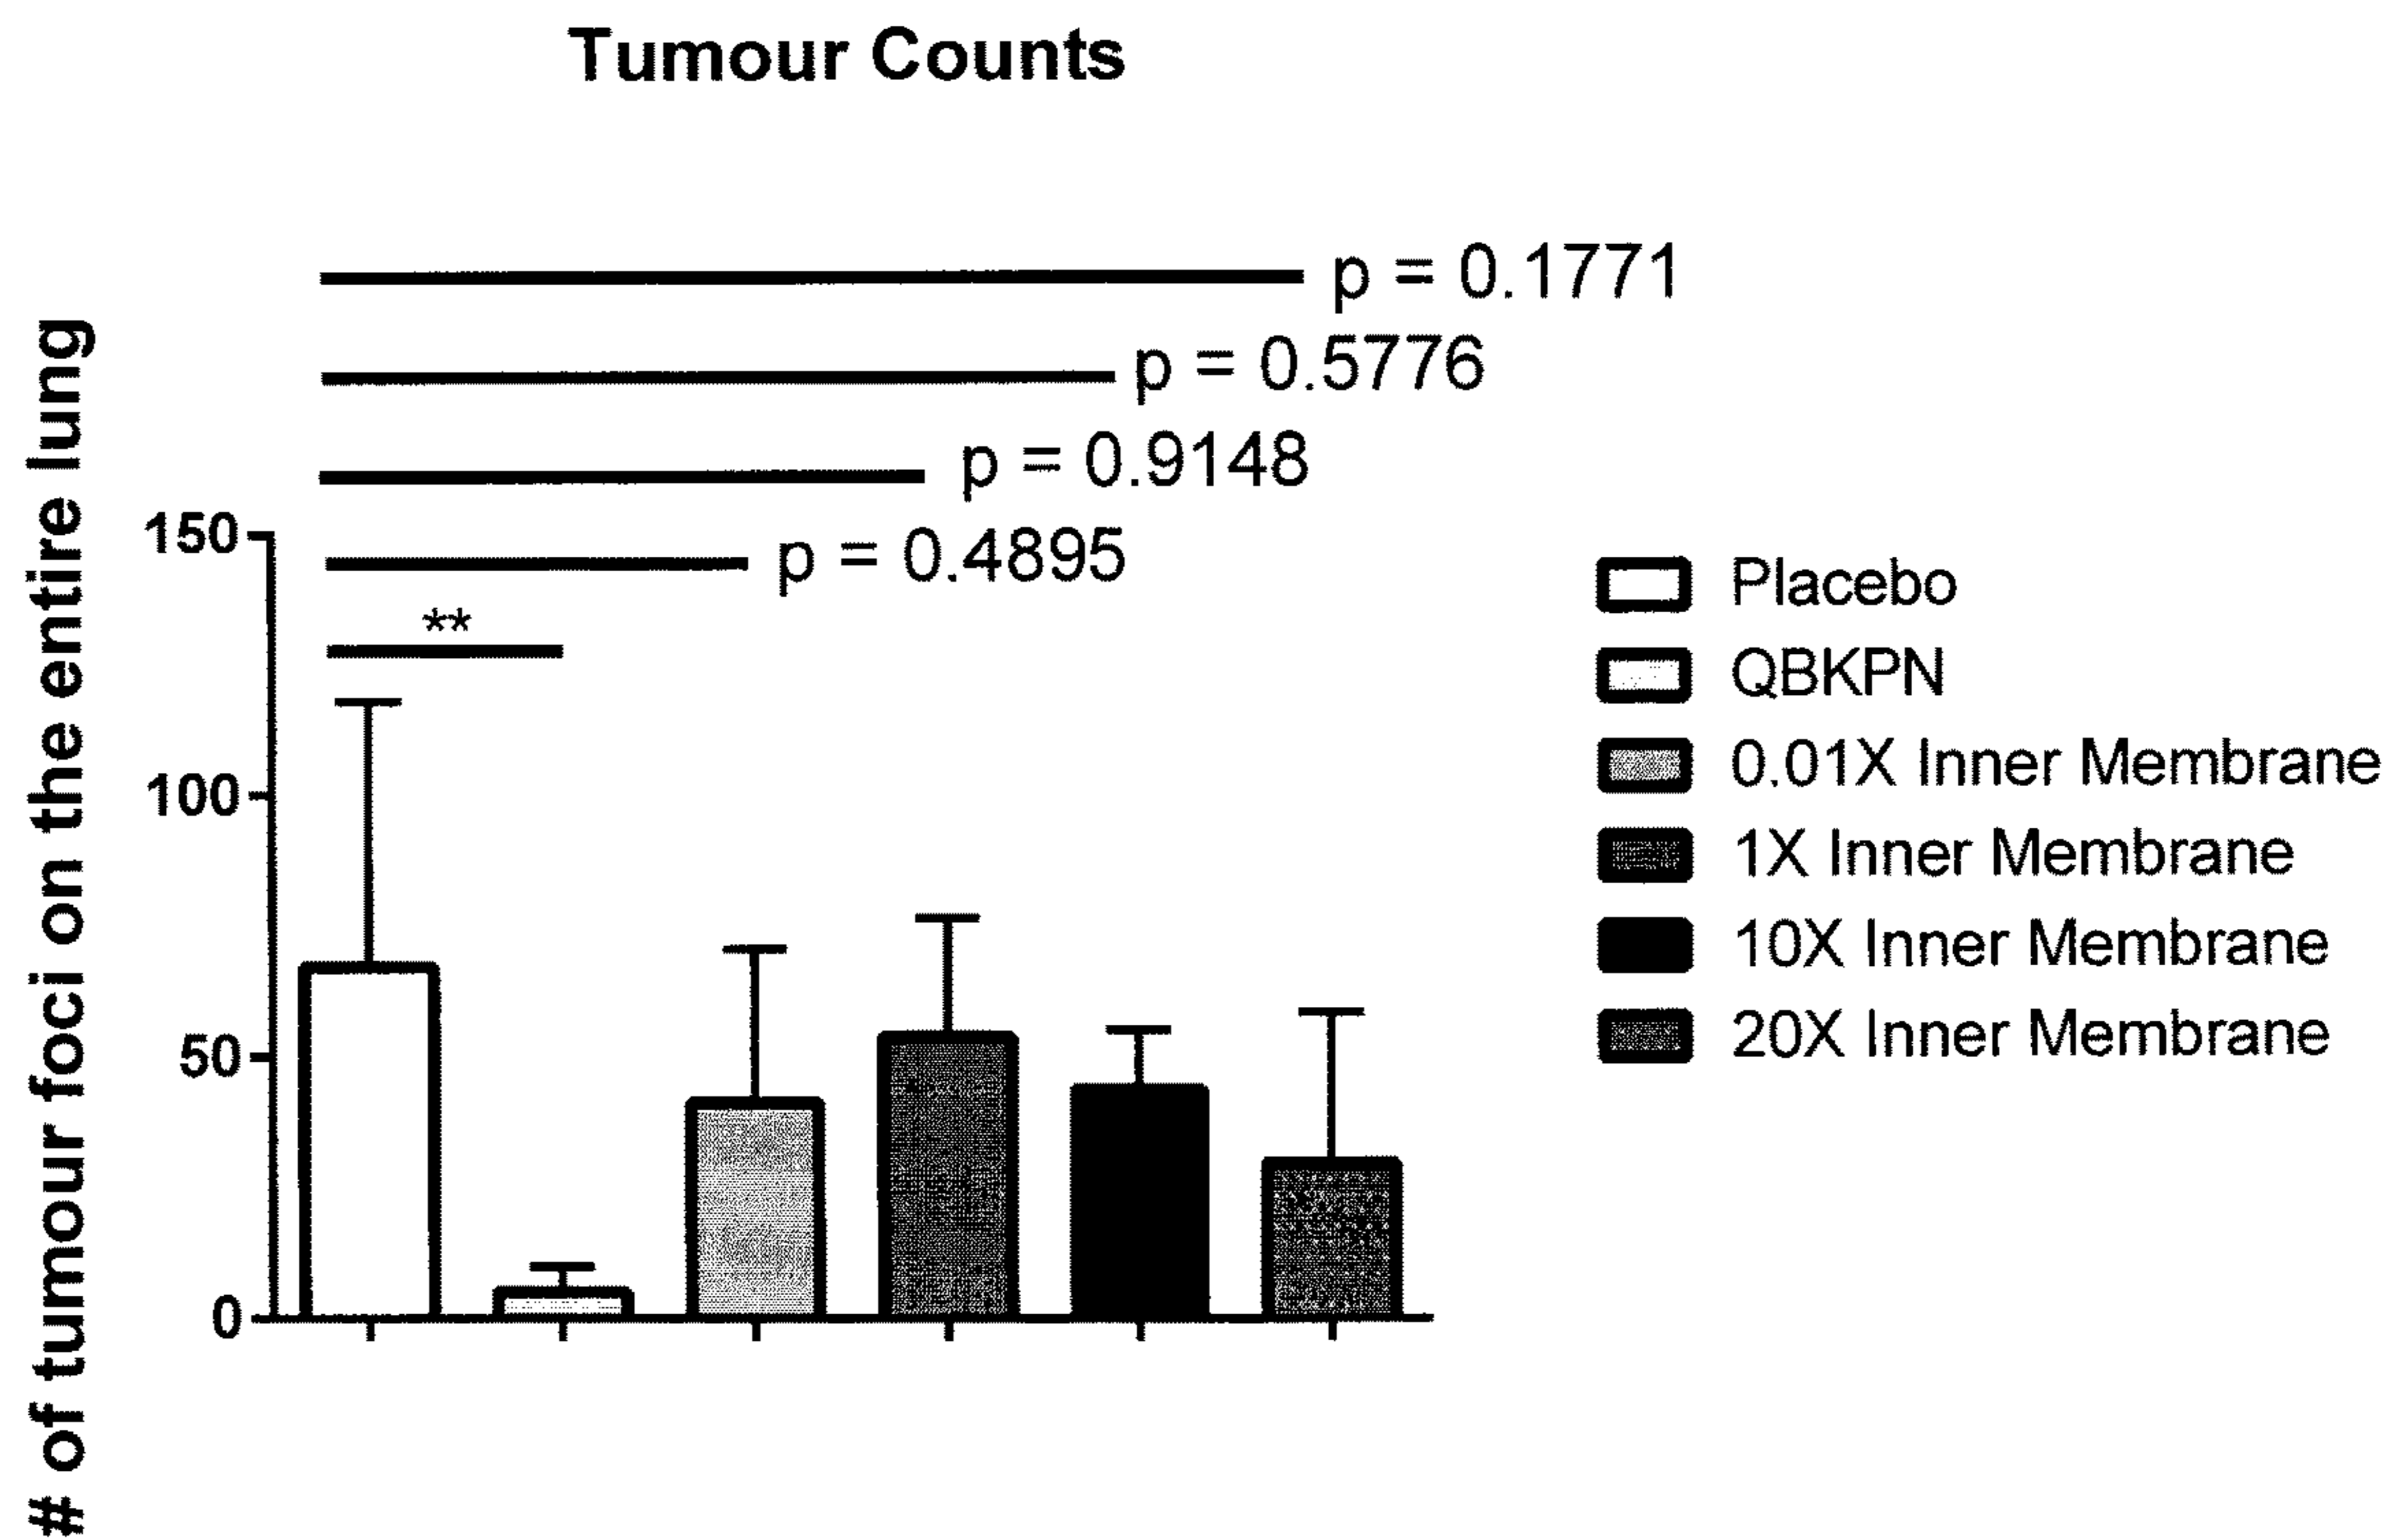 Tumour Counts
# of tumour foci on the entire lung
p = 0.1771
p = 0.5776
p = 0.9148
p = 0.4895
**
150
100
50
0
Placebo
QBKPN
0.01X Inner Membrane
1X Inner Membrane
10X Inner Membrane
20X Inner Membrane